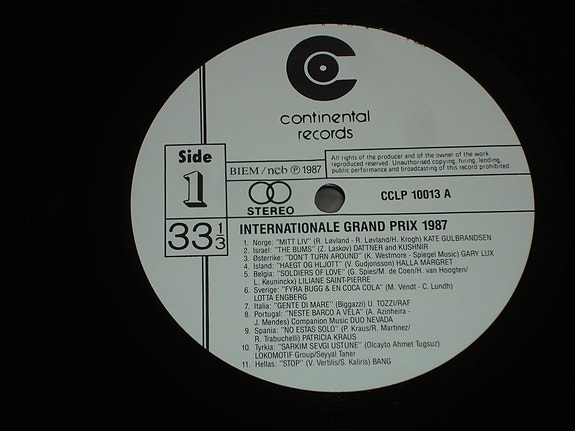 continental
records
Side
1
BIEM/ncb ℗ 1987
All rights of the producer and of the owner of the work
reproduced reserved. Unauthorised copying, hiring, lending,
public performance and broadcasting of this record prohibited
STEREO
CCLP 10013 A
33 1/3
INTERNATIONALE GRAND PRIX 1987
1. Norge: "MITT LIV" (R. Løvland - R. Løvland/H. Krogh) KATE GULBRANDSEN
2. Israel: "THE BUMS" (Z. Laskov) DATTNER and KUSHNIR
3. Østerrike: "DON'T TURN AROUND" (K. Westmore - Spiegel Music) GARY LUX
4. Island: "HAEGT OG HLJOTT" (V. Gudjonsson) HALLA MARGRET
5. Belgia: "SOLDIERS OF LOVE" (G. Spies/M. de Coen/H. van Hoogten/
L. Keuninckx) LILIANE SAINT-PIERRE
6. Sverige: "FYRA BUGG & EN COCA COLA" (M. Vendt - C. Lundh)
LOTTA ENGBERG
7. Italia: "GENTE DI MARE" (Biggazzi) U. TOZZI/RAF
8. Portugal: "NESTE BARCO A VELA" (A. Azinheira -
J. Mendes) Companion Music DUO NEVADA
9. Spania: "NO ESTAS SOLO" (P. Kraus/R. Martinez/
R. Trabuchelli) PATRICIA KRAUS
10. Tyrkia: "SARKIM SEVGI USTUNE" (Olcayto Ahmet Tugsuz)
LOKOMOTIF Group/Seyyal Taner
11. Hellas: "STOP" (V. Vertilis/S. Kaliris) BANG